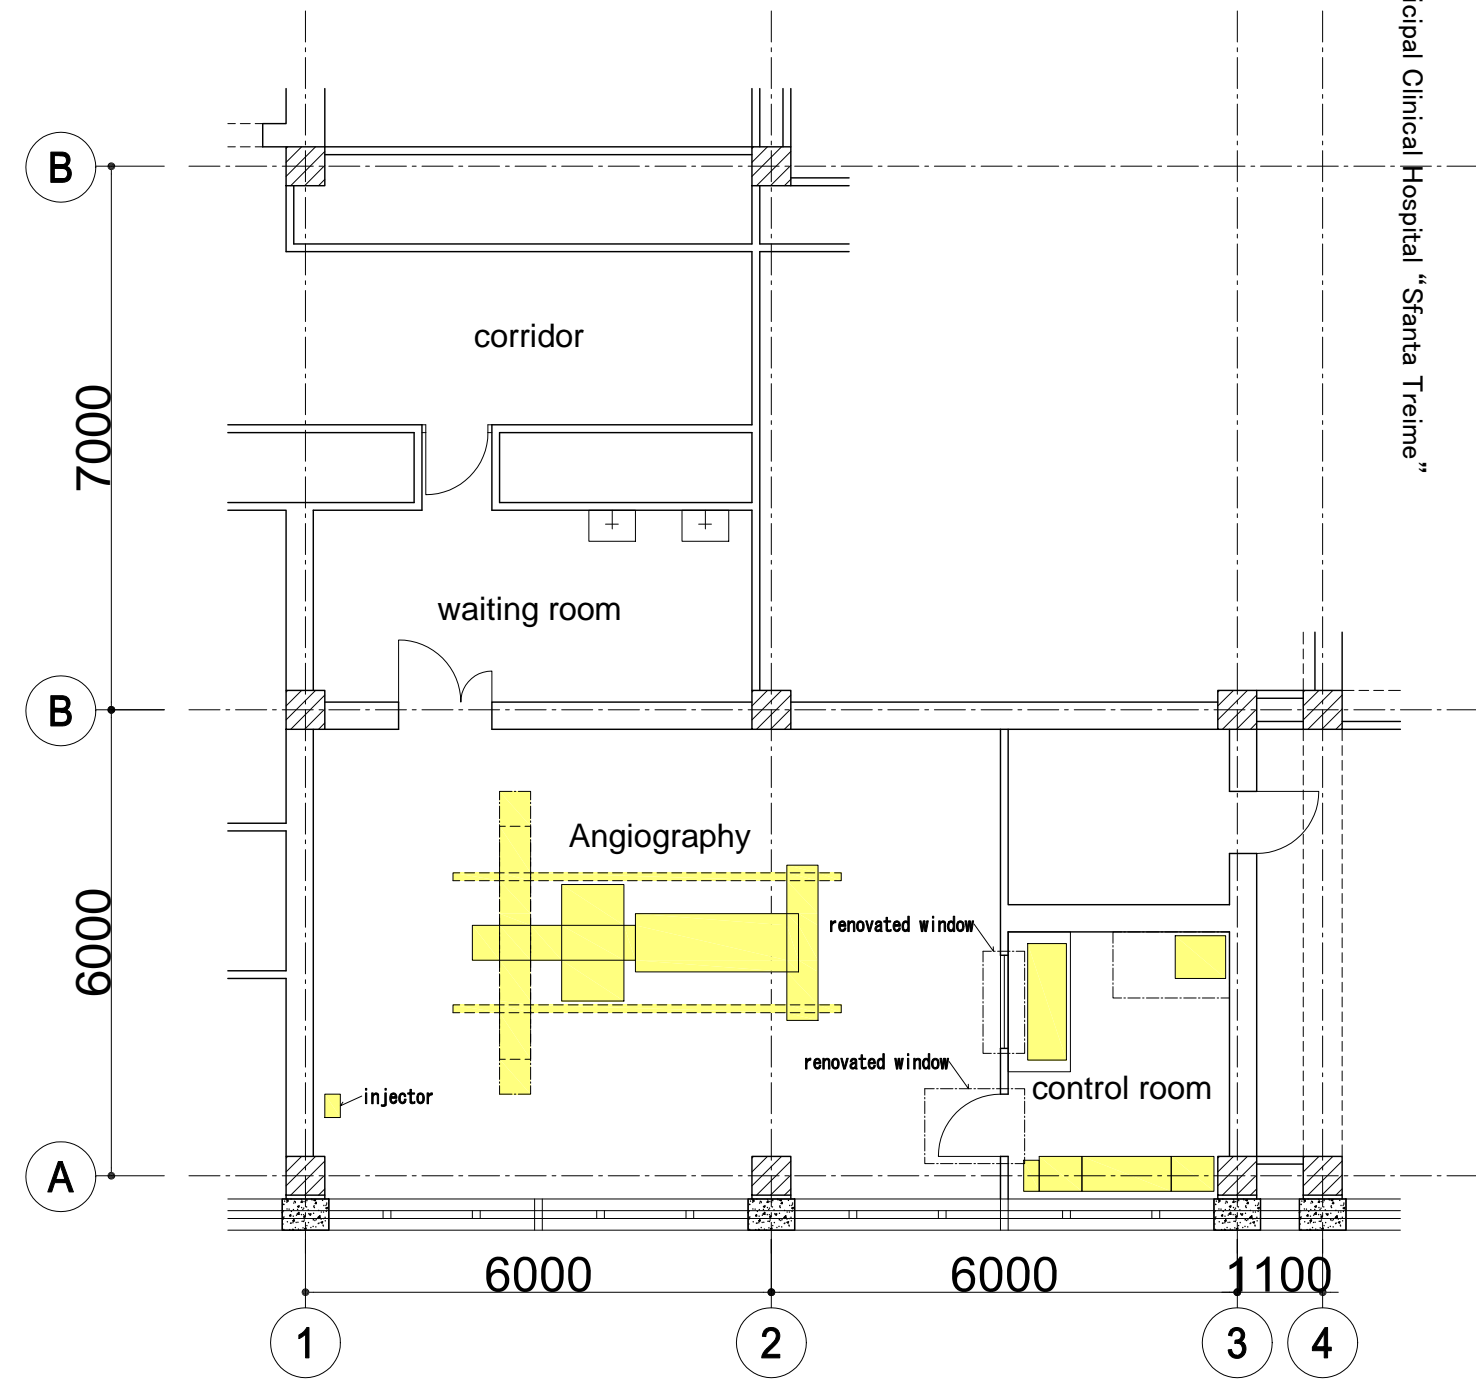 icipal Clinical Hospital “Sfanta Treime”
B
corridor
7000
waiting room
B
Angiography
6000
renovated window
renovated window
control room
injector
A
6000
6000
1100
1
2
3
4